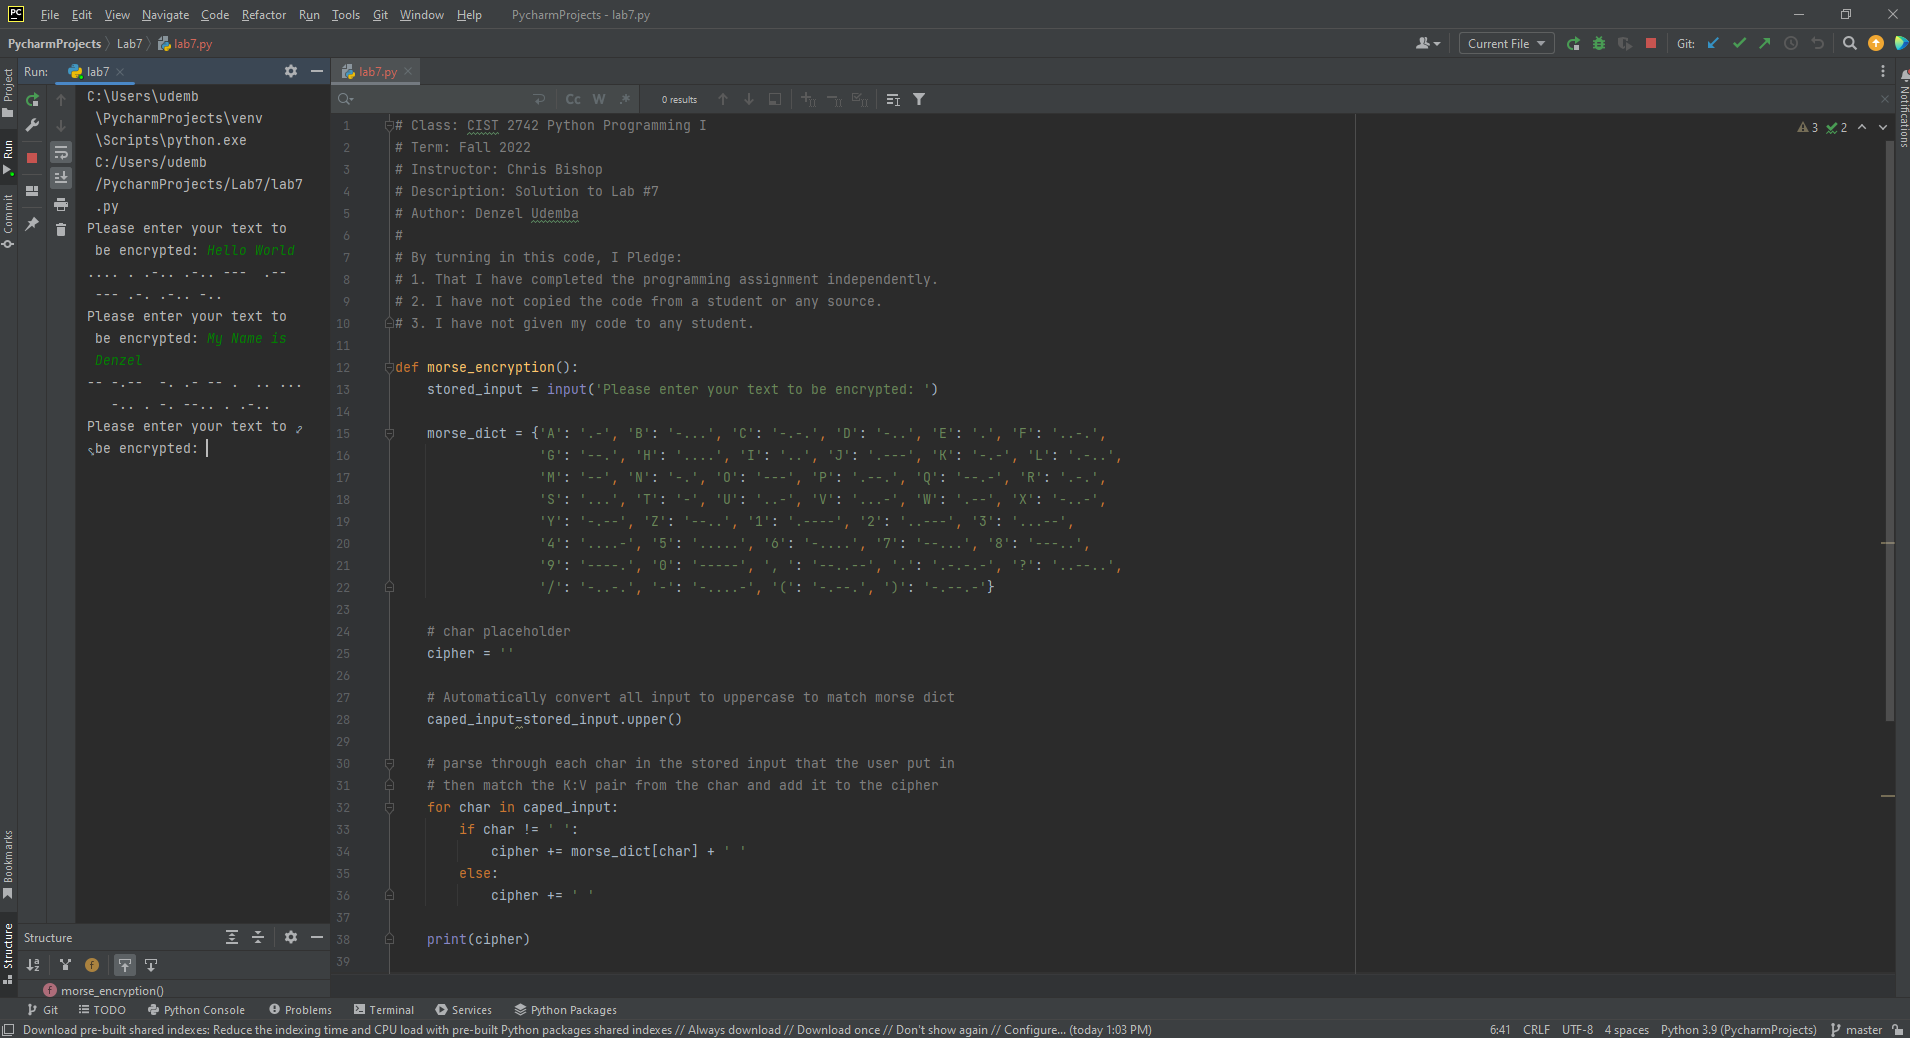 PC File Edit View Navigate Code Refactor Run Tools Git Window Help PycharmProjects - lab7.py
PycharmProjects Lab7 lab7.py Current File Git:
Project
Run: lab7
lab7.py
Notifications
Run
Commit
C:\Users\udemb
\PycharmProjects\venv
\Scripts\python.exe
C:/Users/udemb
/PycharmProjects/Lab7/lab7
.py
Please enter your text to
be encrypted: Hello World
.... . .-.. .-.. ---  .--
--- .-. .-.. -..
Please enter your text to
be encrypted: My Name is
Denzel
-- -.--  -. .- -- .  .. ...
-.. . -. --.. . .-..
Please enter your text to
be encrypted:
Cc W .* 0 results
3 2
1 # Class: CIST 2742 Python Programming I
2 # Term: Fall 2022
3 # Instructor: Chris Bishop
4 # Description: Solution to Lab #7
5 # Author: Denzel Udemba
6 #
7 # By turning in this code, I Pledge:
8 # 1. That I have completed the programming assignment independently.
9 # 2. I have not copied the code from a student or any source.
10 # 3. I have not given my code to any student.
11
12 def morse_encryption():
13 stored_input = input('Please enter your text to be encrypted: ')
14
15 morse_dict = {'A': '.-', 'B': '-...', 'C': '-.-.', 'D': '-..', 'E': '.', 'F': '..-.',
16 'G': '--.', 'H': '....', 'I': '..', 'J': '.---', 'K': '-.-', 'L': '.-..',
17 'M': '--', 'N': '-.', 'O': '---', 'P': '.--.', 'Q': '--.-', 'R': '.-.',
18 'S': '...', 'T': '-', 'U': '..-', 'V': '...-', 'W': '.--', 'X': '-..-',
19 'Y': '-.--', 'Z': '--..', '1': '.----', '2': '..---', '3': '...--',
20 '4': '....-', '5': '.....', '6': '-....', '7': '--...', '8': '---..',
21 '9': '----.', '0': '-----', ', ': '--..--', '.': '.-.-.-', '?': '..--..',
22 '/': '-..-.', '-': '-....-', '(': '-.--.', ')': '-.--.-'}
23
24 # char placeholder
25 cipher = ''
26
27 # Automatically convert all input to uppercase to match morse dict
28 caped_input=stored_input.upper()
29
30 # parse through each char in the stored input that the user put in
31 # then match the K:V pair from the char and add it to the cipher
32 for char in caped_input:
33 if char != ' ':
34 cipher += morse_dict[char] + ' '
35 else:
36 cipher += ' '
37
38 print(cipher)
39
Bookmarks
Structure
Structure
f
f morse_encryption()
Git TODO Python Console Problems Terminal Services Python Packages
Download pre-built shared indexes: Reduce the indexing time and CPU load with pre-built Python packages shared indexes // Always download // Download once // Don't show again // Configure... (today 1:03 PM) 6:41 CRLF UTF-8 4 spaces Python 3.9 (PycharmProjects) master